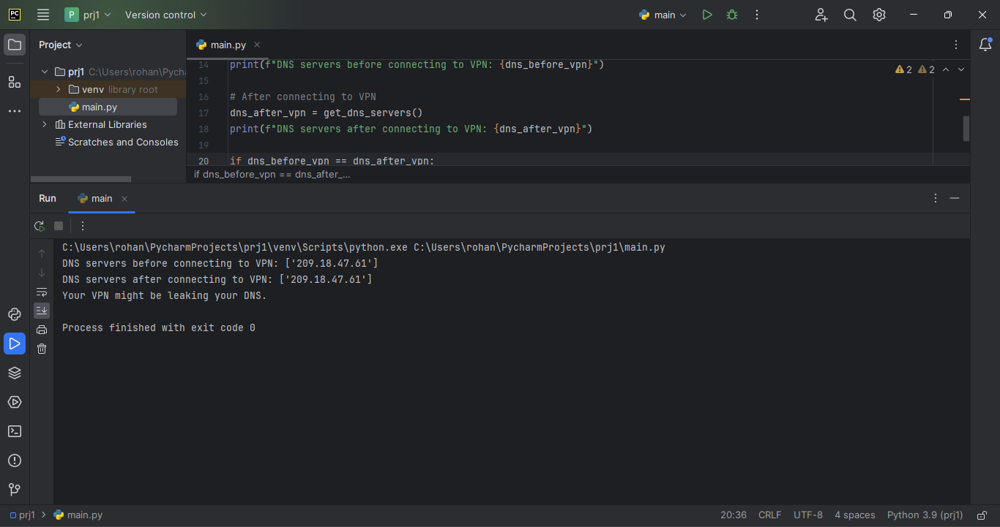 PC
P prj1 Version control main
Project
main.py
prj1 C:\Users\rohan\Pych
venv library root
main.py
External Libraries
Scratches and Consoles
14 print(f"DNS servers before connecting to VPN: {dns_before_vpn}")
15
16 # After connecting to VPN
17 dns_after_vpn = get_dns_servers()
18 print(f"DNS servers after connecting to VPN: {dns_after_vpn}")
19
20 if dns_before_vpn == dns_after_vpn:
2 2
if dns_before_vpn == dns_after_...
Run main
C:\Users\rohan\PycharmProjects\prj1\venv\Scripts\python.exe C:\Users\rohan\PycharmProjects\prj1\main.py
DNS servers before connecting to VPN: ['209.18.47.61']
DNS servers after connecting to VPN: ['209.18.47.61']
Your VPN might be leaking your DNS.
Process finished with exit code 0
prj1 > main.py
20:36 CRLF UTF-8 4 spaces Python 3.9 (prj1)